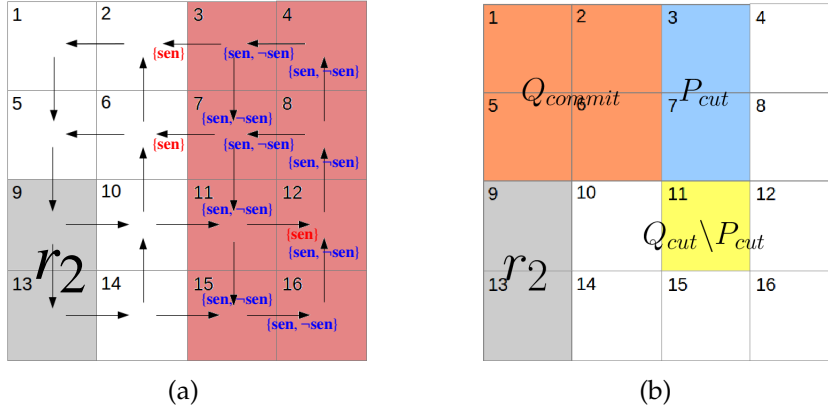 1 2 3 4
{sen} {sen, ¬sen}
{sen, ¬sen}
5 6 7 8
{sen, ¬sen}
{sen} {sen, ¬sen}
{sen, ¬sen}
9 10 11 12
{sen, ¬sen}
{sen}
r2
{sen, ¬sen}
13 14 15 16
{sen, ¬sen}
{sen, ¬sen}
(a)
1 2 3 4
Qcommit Pcut
5 6 7 8
9 10 11 12
Qcut\Pcut
r2
13 14 15 16
(b)